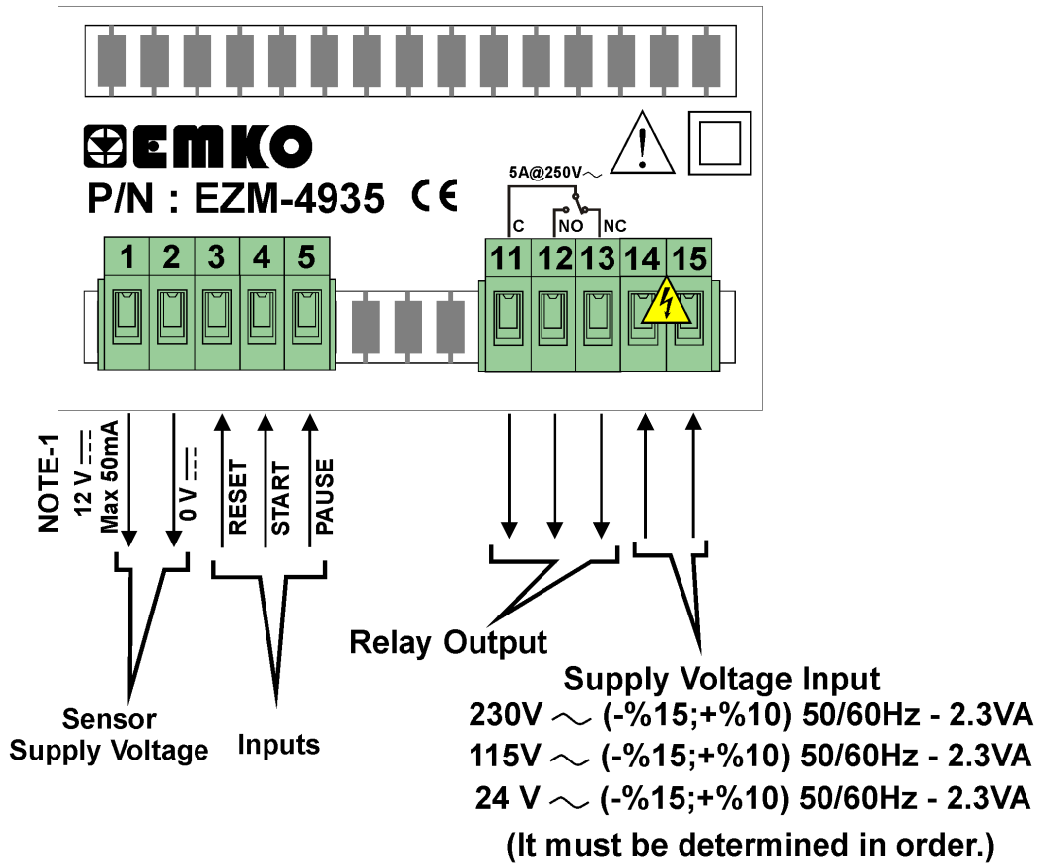 EMKO
P/N : EZM-4935 CE
5A@250V~
C NO NC
1 2 3 4 5
11 12 13 14 15
NOTE-1
12 V
Max 50mA
0 V
RESET
START
PAUSE
Sensor
Supply Voltage
Inputs
Relay Output
Supply Voltage Input
230V ~ (-%15;+%10) 50/60Hz - 2.3VA
115V ~ (-%15;+%10) 50/60Hz - 2.3VA
24 V ~ (-%15;+%10) 50/60Hz - 2.3VA
(It must be determined in order.)